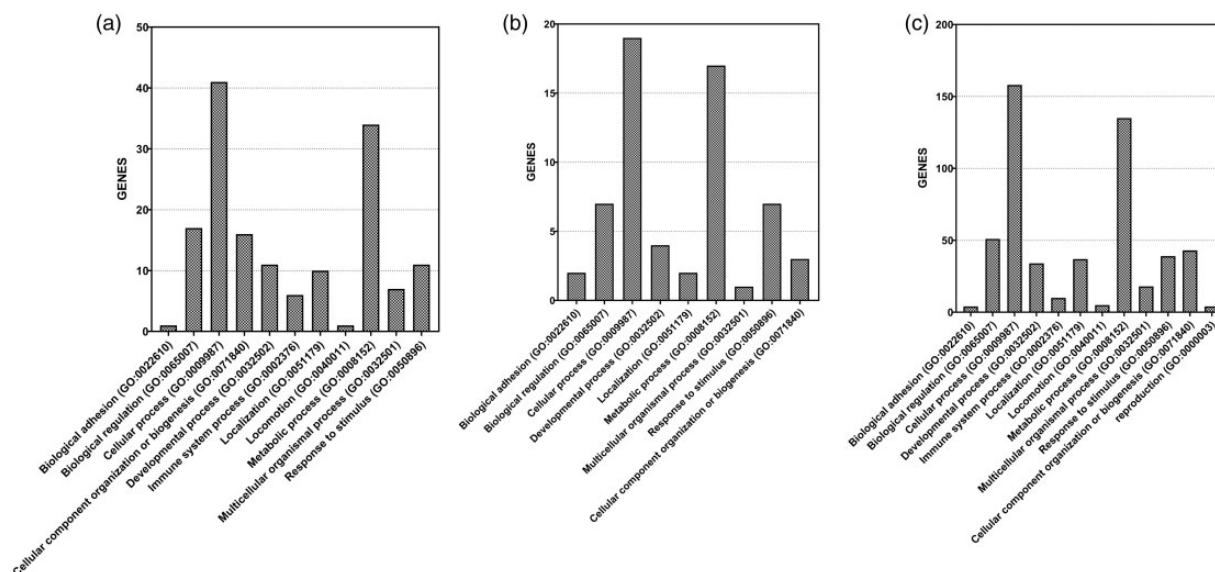 (a)
50
40
30
20
10
0
GENES
Biological adhesion (GO:0022610)
Biological regulation (GO:0065007)
Cellular process (GO:0009987)
Cellular component organization or biogenesis (GO:0071840)
Developmental process (GO:0032502)
Immune system process (GO:0002376)
Localization (GO:0051179)
Locomotion (GO:0040011)
Metabolic process (GO:0008152)
Multicellular organismal process (GO:0032501)
Response to stimulus (GO:0050896)
(b)
20
15
10
5
0
GENES
Biological adhesion (GO:0022610)
Biological regulation (GO:0065007)
Cellular process (GO:0009987)
Developmental process (GO:0032502)
Localization (GO:0051179)
Metabolic process (GO:0008152)
Multicellular organismal process (GO:0032501)
Response to stimulus (GO:0050896)
Cellular component organization or biogenesis (GO:0071840)
(c)
200
150
100
50
0
GENES
Biological adhesion (GO:0022610)
Biological regulation (GO:0065007)
Cellular process (GO:0009987)
Developmental process (GO:0032502)
Immune system process (GO:0002376)
Localization (GO:0051179)
Locomotion (GO:0040011)
Metabolic process (GO:0008152)
Multicellular organismal process (GO:0032501)
Response to stimulus (GO:0050896)
Cellular component organization or biogenesis (GO:0071840)
reproduction (GO:0000003)